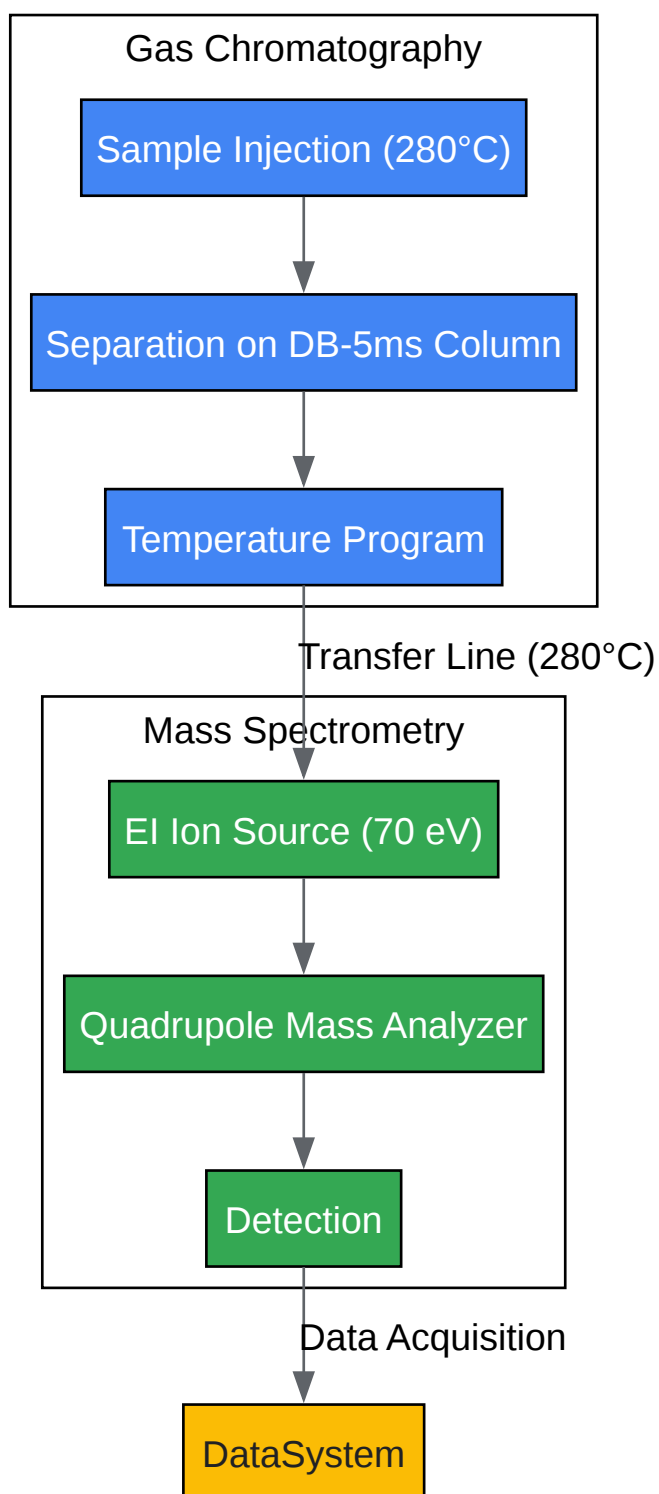 Gas Chromatography
Sample Injection (280°C)
Separation on DB-5ms Column
Temperature Program
Transfer Line (280°C)
Mass Spectrometry
EI Ion Source (70 eV)
Quadrupole Mass Analyzer
Detection
Data Acquisition
DataSystem